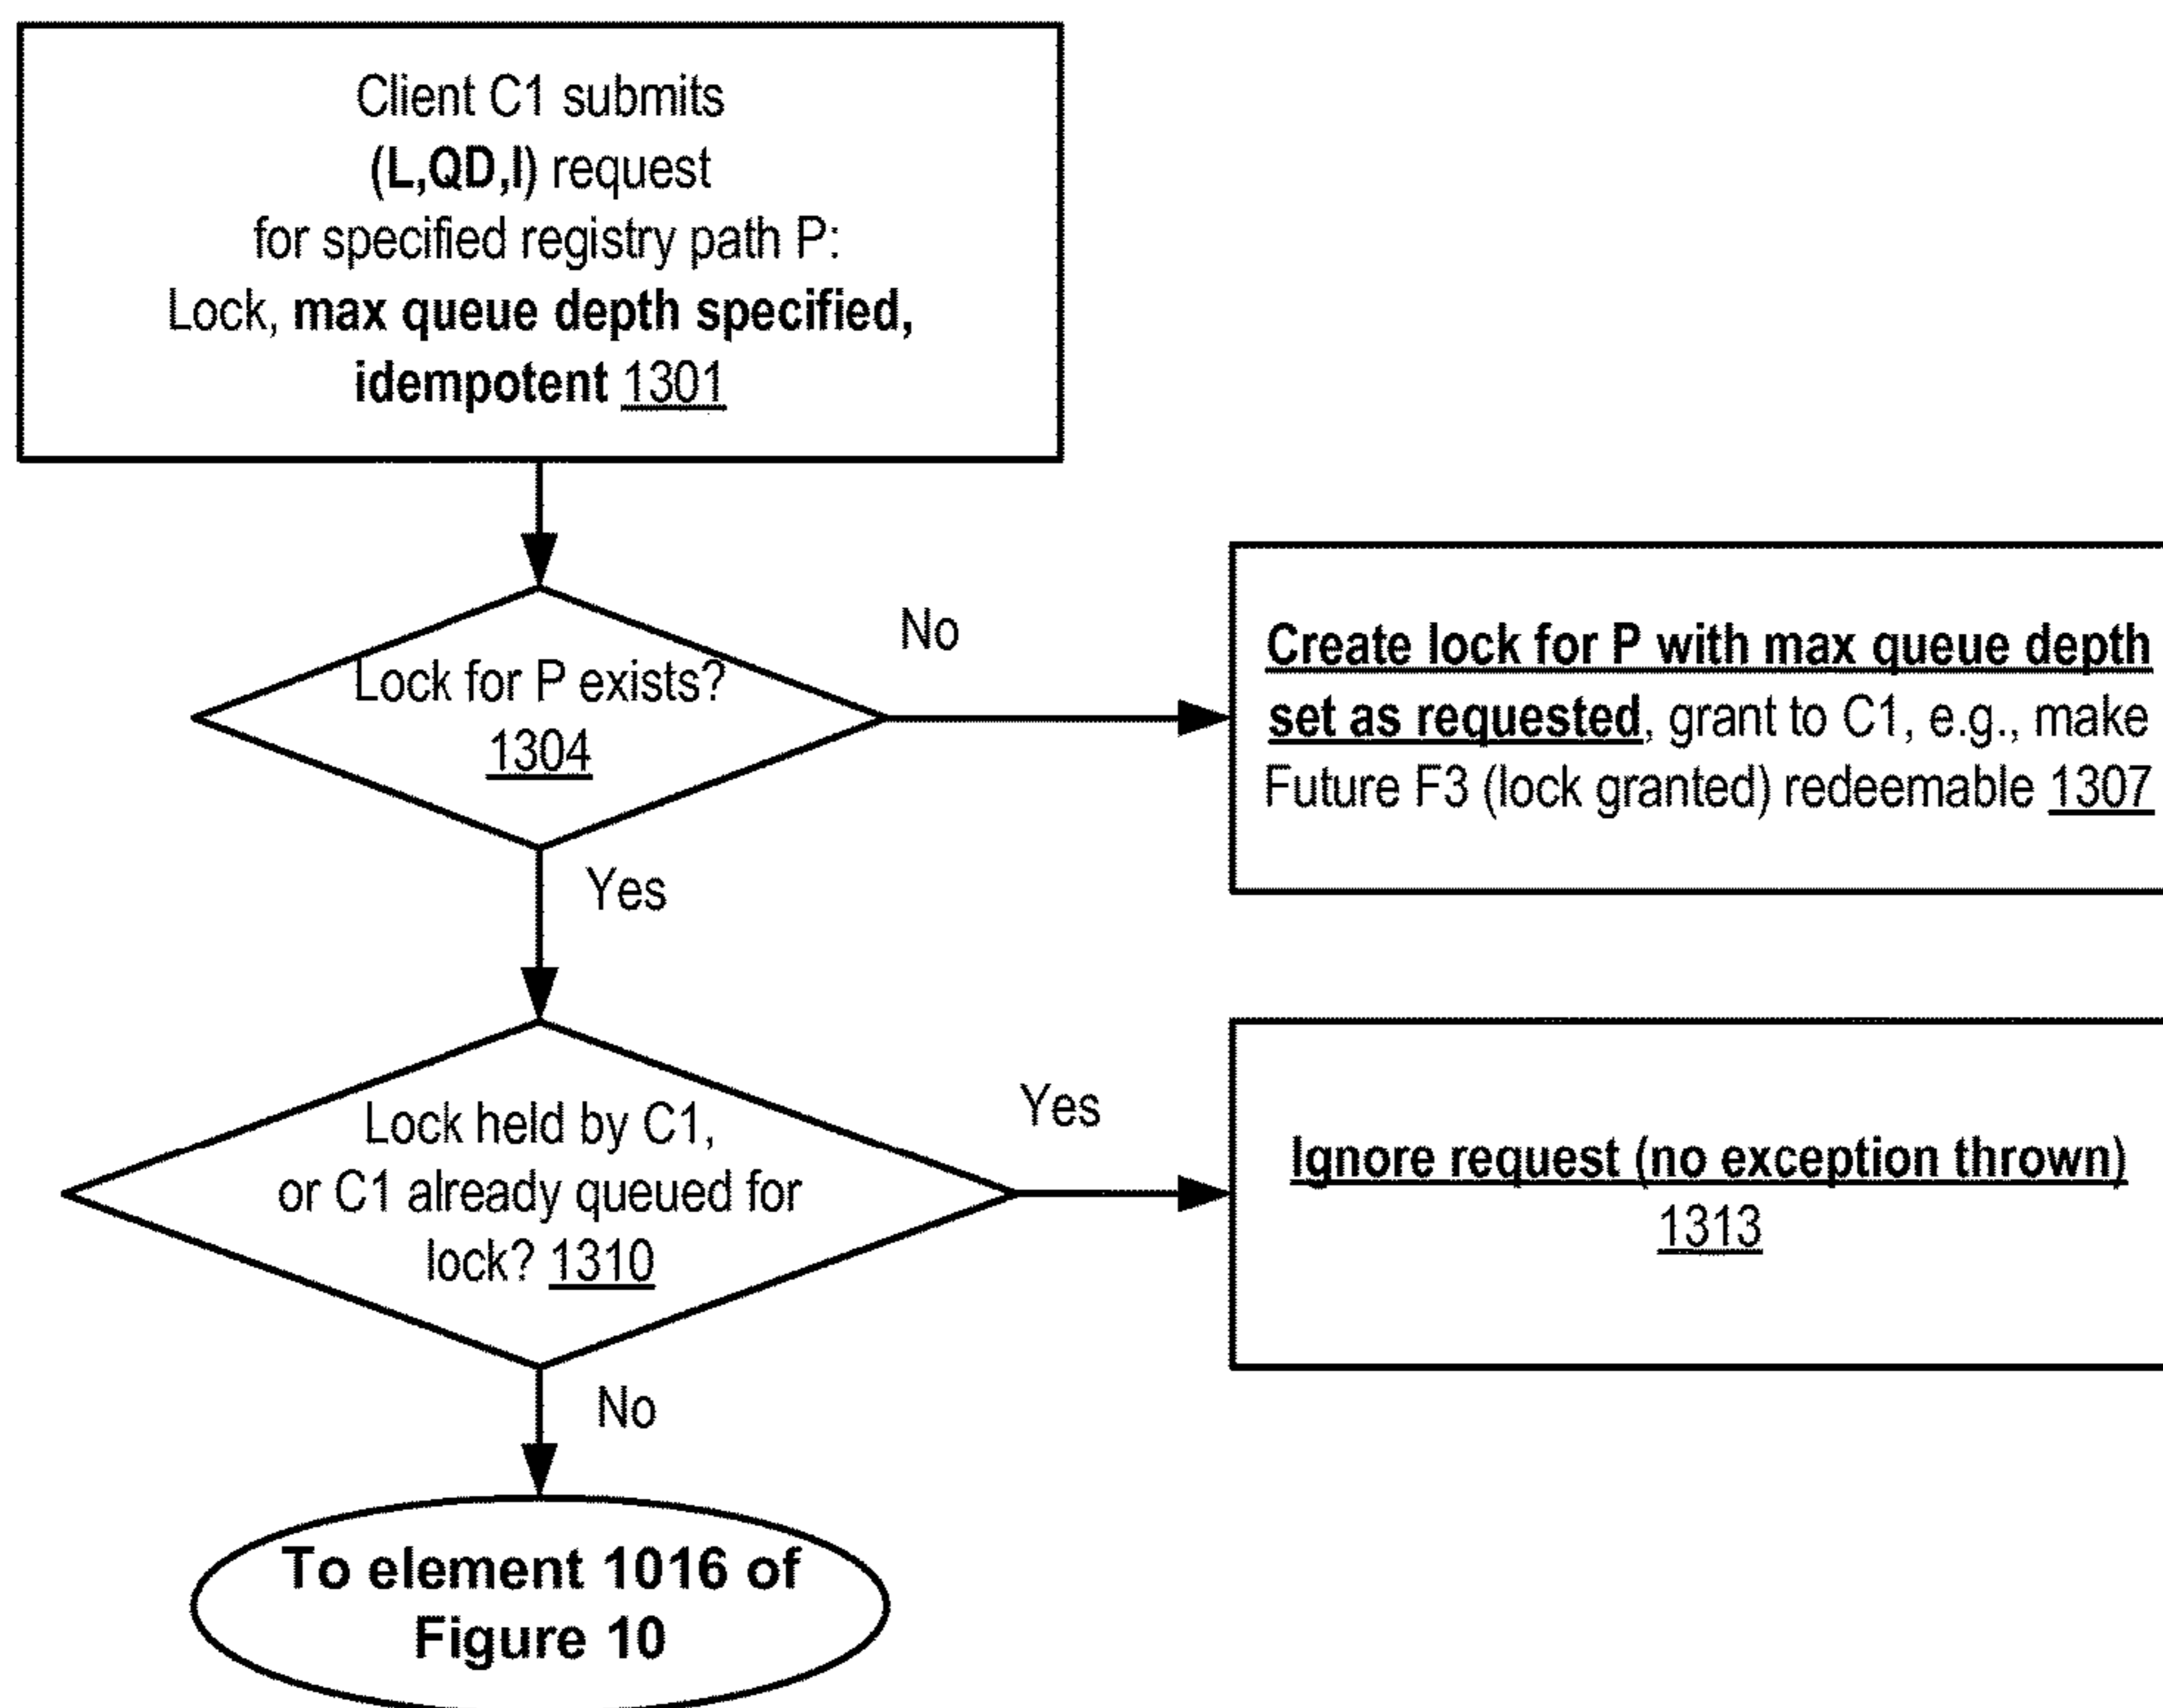 Client C1 submits
(L,QD,I) request
for specified registry path P:
Lock, max queue depth specified,
idempotent 1301
Lock for P exists?
1304
No
Create lock for P with max queue depth
set as requested, grant to C1, e.g., make
Future F3 (lock granted) redeemable 1307
Yes
Lock held by C1,
or C1 already queued for
lock? 1310
Yes
Ignore request (no exception thrown)
1313
No
To element 1016 of
Figure 10